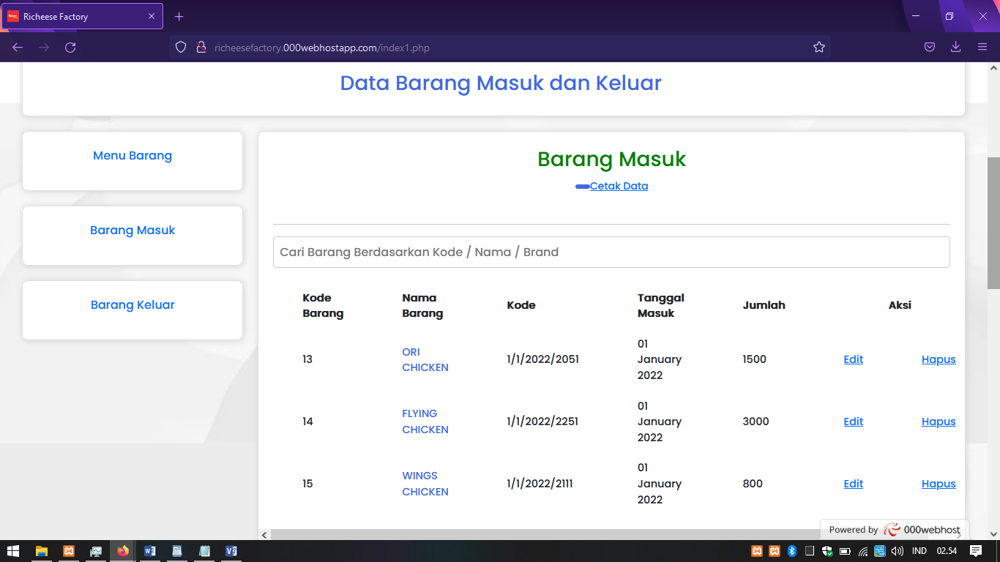 Richeese Factory
richeesefactory.000webhostapp.com/index1.php
Data Barang Masuk dan Keluar
Menu Barang
Barang Masuk
Barang Keluar
Barang Masuk
Cetak Data
Cari Barang Berdasarkan Kode / Nama / Brand
Kode Barang Nama Barang Kode Tanggal Masuk Jumlah Aksi
13 ORI CHICKEN 1/1/2022/2051 01 January 2022 1500 Edit Hapus
14 FLYING CHICKEN 1/1/2022/2251 01 January 2022 3000 Edit Hapus
15 WINGS CHICKEN 1/1/2022/2111 01 January 2022 800 Edit Hapus
Powered by 000webhost
IND 02.54